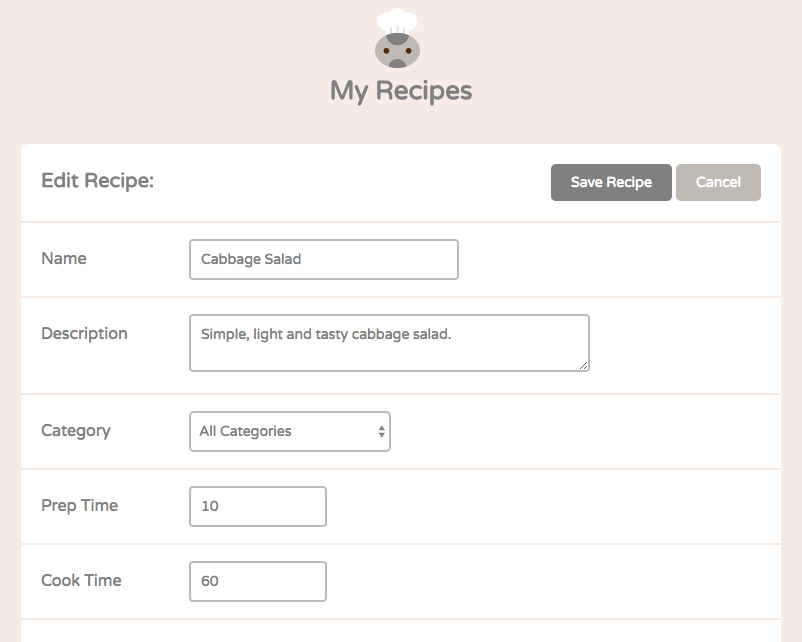 My Recipes
Edit Recipe:
Save Recipe
Cancel
Name
Cabbage Salad
Description
Simple, light and tasty cabbage salad.
Category
All Categories
Prep Time
10
Cook Time
60